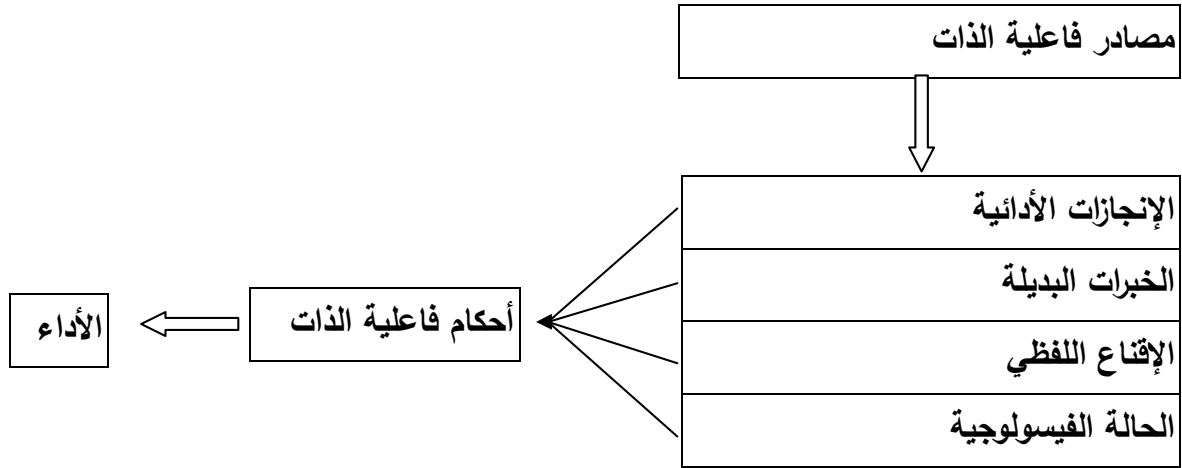 مصادر فاعلية الذات
الإنجازات الأدائية
الخبرات البديلة
الإقناع اللفظي
الحالة الفيسولوجية
أحكام فاعلية الذات
الأداء